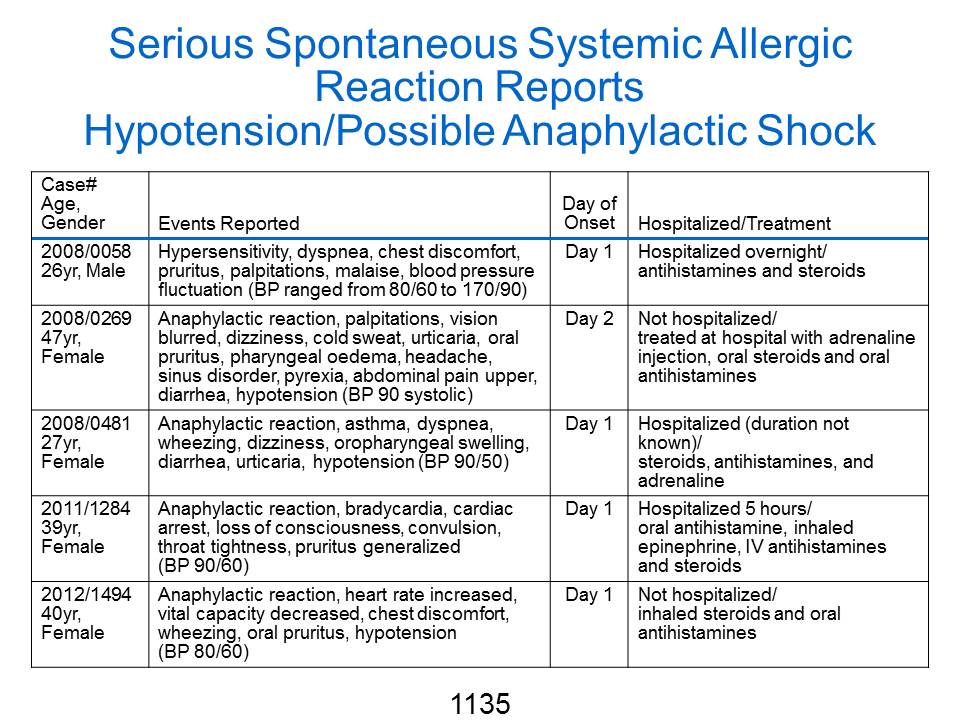 Serious Spontaneous Systemic Allergic
Reaction Reports
Hypotension/Possible Anaphylactic Shock
Case#
Age,
Gender
Events Reported
Day of
Onset
Hospitalized/Treatment
2008/0058
26yr, Male
Hypersensitivity, dyspnea, chest discomfort,
pruritus, palpitations, malaise, blood pressure
fluctuation (BP ranged from 80/60 to 170/90)
Day 1
Hospitalized overnight/
antihistamines and steroids
2008/0269
47yr,
Female
Anaphylactic reaction, palpitations, vision
blurred, dizziness, cold sweat, urticaria, oral
pruritus, pharyngeal oedema, headache,
sinus disorder, pyrexia, abdominal pain upper,
diarrhea, hypotension (BP 90 systolic)
Day 2
Not hospitalized/
treated at hospital with adrenaline
injection, oral steroids and oral
antihistamines
2008/0481
27yr,
Female
Anaphylactic reaction, asthma, dyspnea,
wheezing, dizziness, oropharyngeal swelling,
diarrhea, urticaria, hypotension (BP 90/50)
Day 1
Hospitalized (duration not
known)/
steroids, antihistamines, and
adrenaline
2011/1284
39yr,
Female
Anaphylactic reaction, bradycardia, cardiac
arrest, loss of consciousness, convulsion,
throat tightness, pruritus generalized
(BP 90/60)
Day 1
Hospitalized 5 hours/
oral antihistamine, inhaled
epinephrine, IV antihistamines
and steroids
2012/1494
40yr,
Female
Anaphylactic reaction, heart rate increased,
vital capacity decreased, chest discomfort,
wheezing, oral pruritus, hypotension
(BP 80/60)
Day 1
Not hospitalized/
inhaled steroids and oral
antihistamines
1135